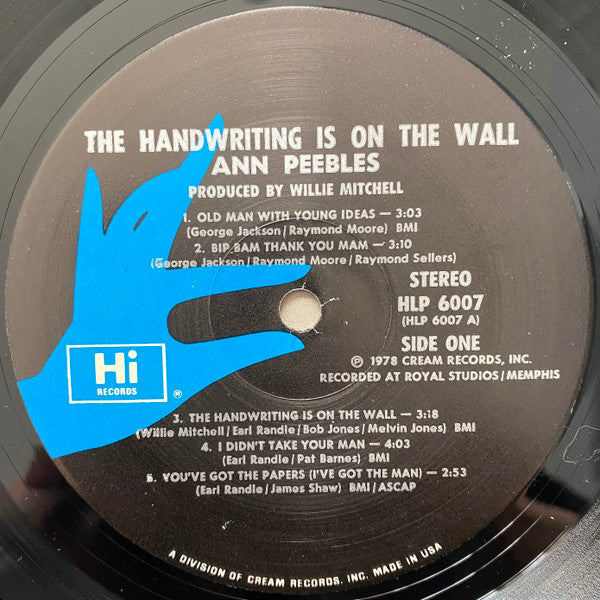 THE HANDWRITING IS ON THE WALL
ANN PEEBLES
PRODUCED BY WILLIE MITCHELL
1. OLD MAN WITH YOUNG IDEAS — 3:03
(George Jackson/Raymond Moore) BMI
2. BIP BAM THANK YOU MAM — 3:10
(George Jackson/Raymond Moore/Raymond Sellers)
STEREO
HLP 6007
(HLP 6007 A)
SIDE ONE
Ⓟ 1978 CREAM RECORDS, INC.
RECORDED AT ROYAL STUDIOS/MEMPHIS
Hi
RECORDS
®
3. THE HANDWRITING IS ON THE WALL — 3:18
(Willie Mitchell/Earl Randle/Bob Jones/Melvin Jones) BMI
4. I DIDN'T TAKE YOUR MAN — 4:03
(Earl Randle/Pat Barnes) BMI
5. YOU'VE GOT THE PAPERS (I'VE GOT THE MAN) — 2:53
(Earl Randle/James Shaw) BMI/ASCAP
A DIVISION OF CREAM RECORDS, INC. MADE IN USA